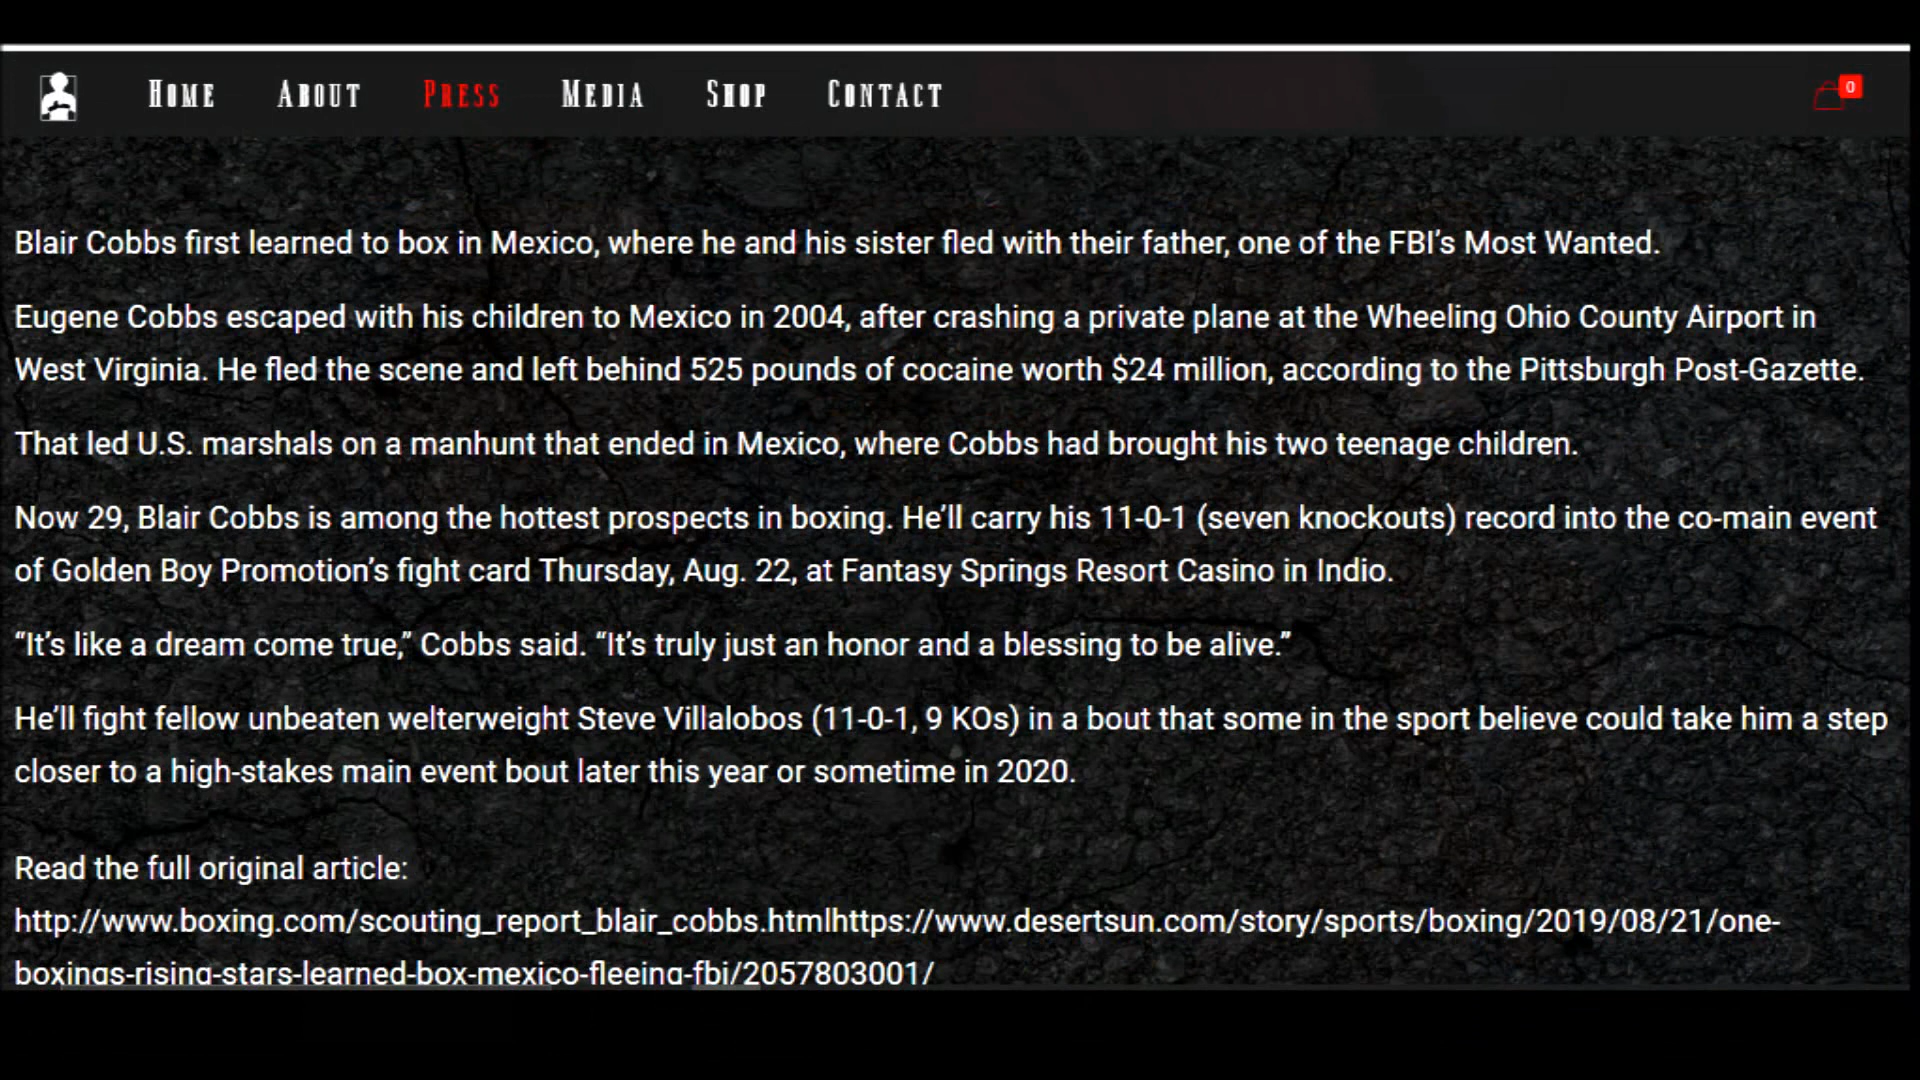 Home About Press Media Shop Contact 0
Blair Cobbs first learned to box in Mexico, where he and his sister fled with their father, one of the FBI’s Most Wanted.
Eugene Cobbs escaped with his children to Mexico in 2004, after crashing a private plane at the Wheeling Ohio County Airport in
West Virginia. He fled the scene and left behind 525 pounds of cocaine worth $24 million, according to the Pittsburgh Post-Gazette.
That led U.S. marshals on a manhunt that ended in Mexico, where Cobbs had brought his two teenage children.
Now 29, Blair Cobbs is among the hottest prospects in boxing. He’ll carry his 11-0-1 (seven knockouts) record into the co-main event
of Golden Boy Promotion’s fight card Thursday, Aug. 22, at Fantasy Springs Resort Casino in Indio.
“It’s like a dream come true,” Cobbs said. “It’s truly just an honor and a blessing to be alive.”
He’ll fight fellow unbeaten welterweight Steve Villalobos (11-0-1, 9 KOs) in a bout that some in the sport believe could take him a step
closer to a high-stakes main event bout later this year or sometime in 2020.
Read the full original article:
http://www.boxing.com/scouting_report_blair_cobbs.htmlhttps://www.desertsun.com/story/sports/boxing/2019/08/21/one-
boxings-rising-stars-learned-box-mexico-fleeing-fbi/2057803001/